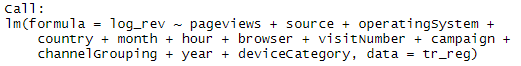 Call:
lm(formula = log_rev ~ pageviews + source + operatingSystem +
country + month + hour + browser + visitNumber + campaign +
channelGrouping + year + deviceCategory, data = tr_reg)